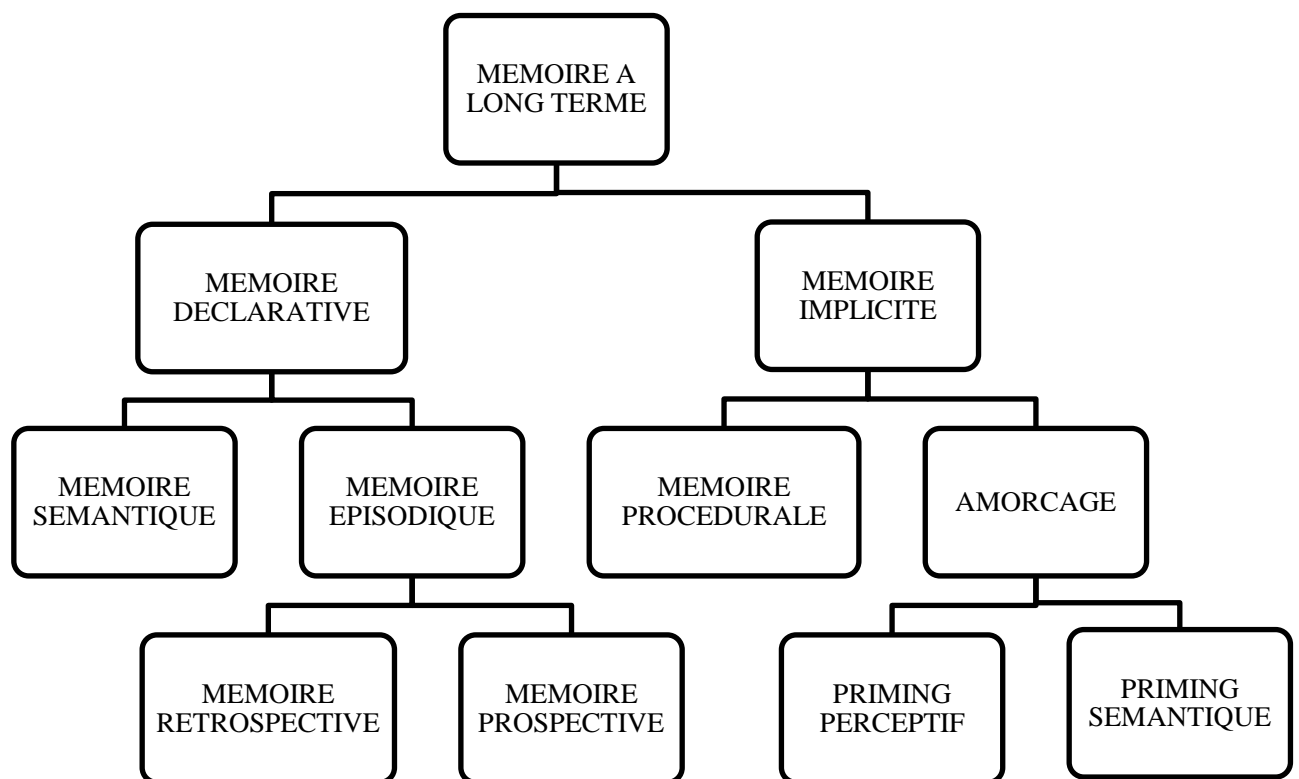 MEMOIRE A
LONG TERME
MEMOIRE
DECLARATIVE
MEMOIRE
IMPLICITE
MEMOIRE
SEMANTIQUE
MEMOIRE
EPISODIQUE
MEMOIRE
PROCEDURALE
AMORCAGE
MEMOIRE
RETROSPECTIVE
MEMOIRE
PROSPECTIVE
PRIMING
PERCEPTIF
PRIMING
SEMANTIQUE